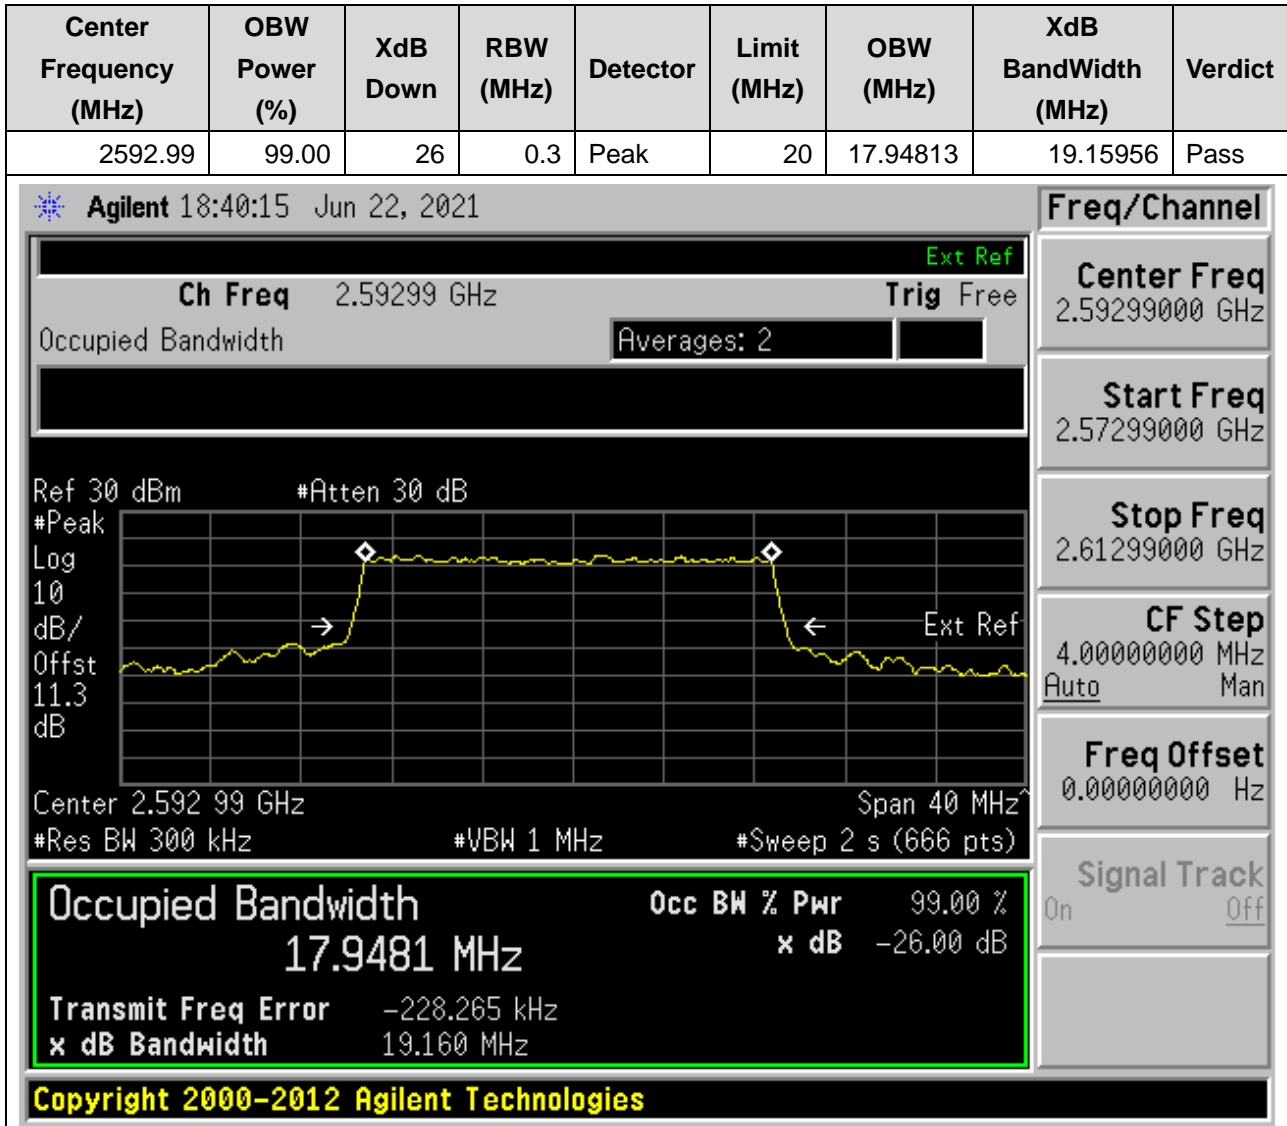 Center Frequency (MHz) OBW Power (%) XdB Down RBW (MHz) Detector Limit (MHz) OBW (MHz) XdB BandWidth (MHz) Verdict
2592.99 99.00 26 0.3 Peak 20 17.94813 19.15956 Pass
Agilent 18:40:15 Jun 22, 2021
Ext Ref
Ch Freq 2.59299 GHz Trig Free
Occupied Bandwidth Averages: 2
Ref 30 dBm #Atten 30 dB
#Peak
Log
10
dB/
Offst
11.3
dB
Ext Ref
Center 2.592 99 GHz Span 40 MHz^
#Res BW 300 kHz #VBW 1 MHz #Sweep 2 s (666 pts)
Occupied Bandwidth Occ BW % Pwr 99.00 %
17.9481 MHz x dB -26.00 dB
Transmit Freq Error -228.265 kHz
x dB Bandwidth 19.160 MHz
Copyright 2000-2012 Agilent Technologies
Freq/Channel
Center Freq
2.59299000 GHz
Start Freq
2.57299000 GHz
Stop Freq
2.61299000 GHz
CF Step
4.00000000 MHz
Auto Man
Freq Offset
0.00000000 Hz
Signal Track
On Off